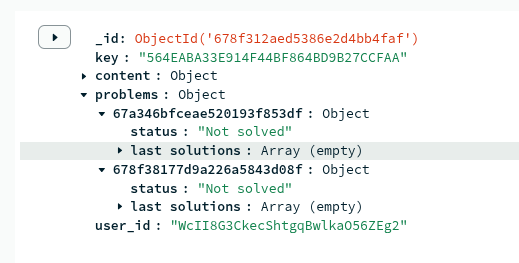 _id: ObjectId('678f312aed5386e2d4bb4faf')
key : "564EABA33E914F44BF864BD9B27CCFAA"
content : Object
problems : Object
67a346bfceae520193f853df : Object
status : "Not solved"
last solutions : Array (empty)
678f38177d9a226a5843d08f : Object
status : "Not solved"
last solutions : Array (empty)
user_id : "WcII8G3CkecShtgqBwlkaO56ZEg2"